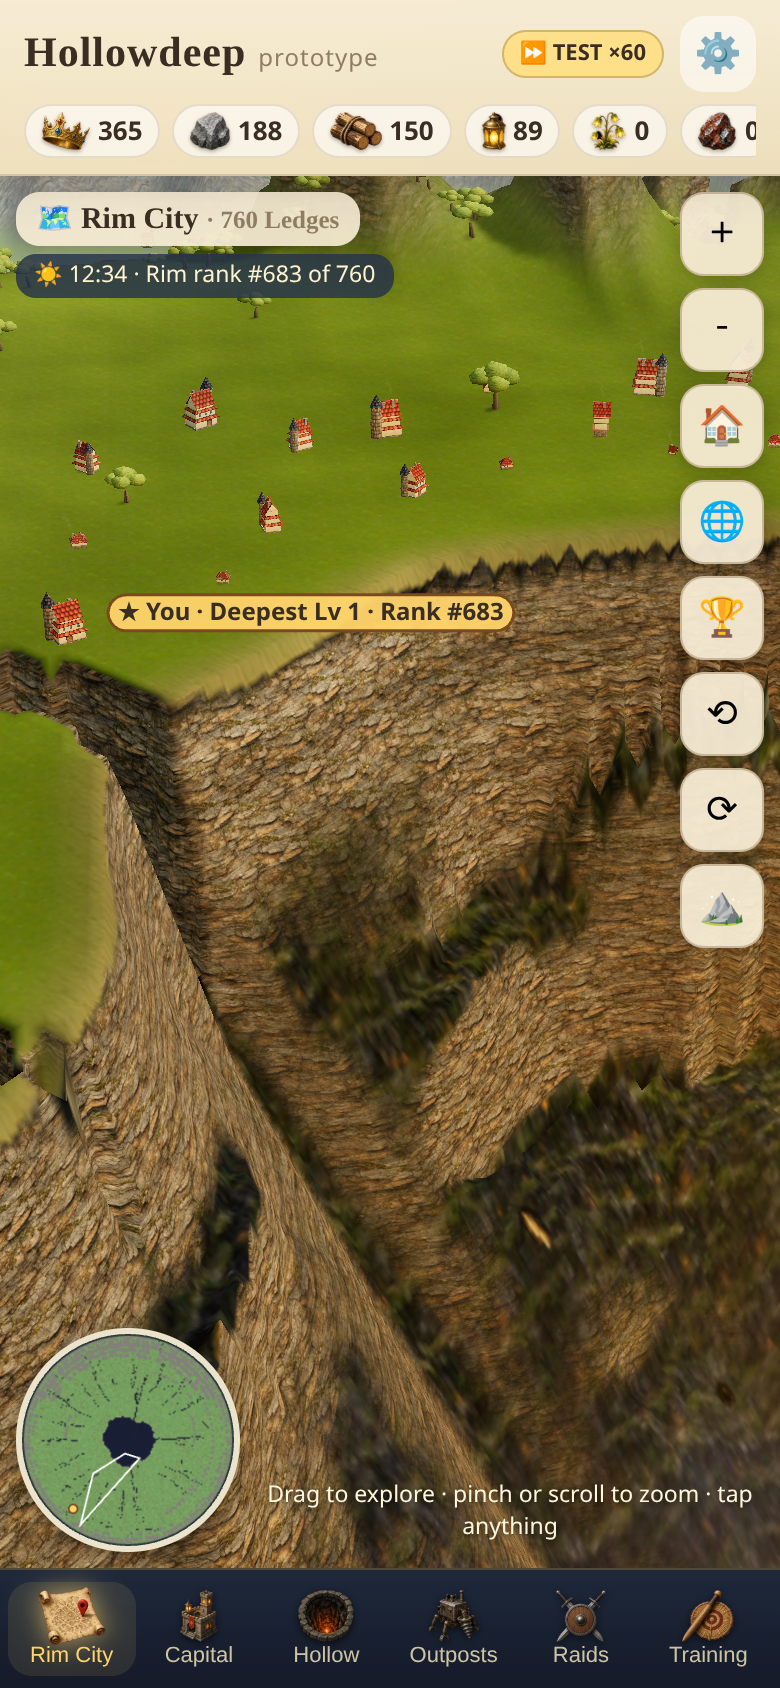 Hollowdeep prototype
TEST ×60
365
188
150
89
0
0
Rim City · 760 Ledges
12:34 · Rim rank #683 of 760
+
-
★ You · Deepest Lv 1 · Rank #683
Drag to explore · pinch or scroll to zoom · tap
anything
Rim City
Capital
Hollow
Outposts
Raids
Training